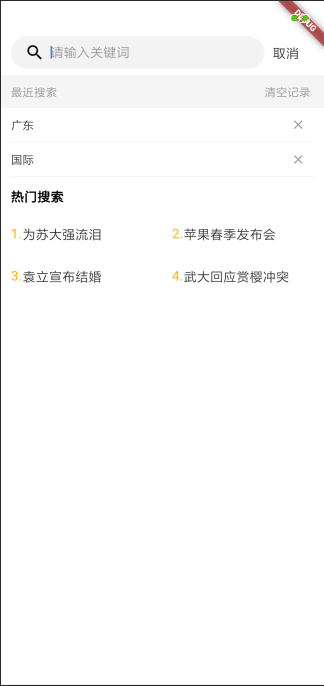 DEBUG
请输入关键词 取消
最近搜索 清空记录
广东
国际
热门搜索
1.为苏大强流泪 2.苹果春季发布会
3.袁立宣布结婚 4.武大回应赏樱冲突